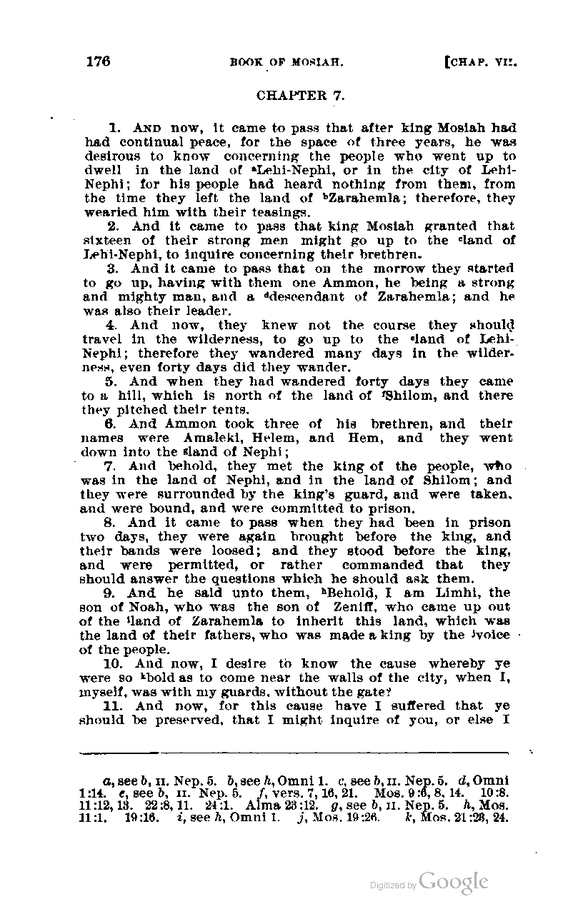 176 BOOK OF MOSIAH. [CHAP. VII.
CHAPTER 7.
1. AND now, it came to pass that after king Mosiah had
had continual peace, for the space of three years, he was
desirous to know concerning the people who went up to
dwell in the land of ᵃLehi-Nephi, or in the city of Lehi-
Nephi; for his people had heard nothing from them, from
the time they left the land of ᵇZarahemla; therefore, they
wearied him with their teasings.
2. And it came to pass that king Mosiah granted that
sixteen of their strong men might go up to the ᶜland of
Lehi-Nephi, to inquire concerning their brethren.
3. And it came to pass that on the morrow they started
to go up, having with them one Ammon, he being a strong
and mighty man, and a ᵈdescendant of Zarahemla; and he
was also their leader.
4. And now, they knew not the course they should
travel in the wilderness, to go up to the ᵉland of Lehi-
Nephi; therefore they wandered many days in the wilder-
ness, even forty days did they wander.
5. And when they had wandered forty days they came
to a hill, which is north of the land of ᶠShilom, and there
they pitched their tents.
6. And Ammon took three of his brethren, and their
names were Amaleki, Helem, and Hem, and they went
down into the ᵍland of Nephi;
7. And behold, they met the king of the people, who
was in the land of Nephi, and in the land of Shilom; and
they were surrounded by the king's guard, and were taken,
and were bound, and were committed to prison.
8. And it came to pass when they had been in prison
two days, they were again brought before the king, and
their bands were loosed; and they stood before the king,
and were permitted, or rather commanded that they
should answer the questions which he should ask them.
9. And he said unto them, ʰBehold, I am Limhi, the
son of Noah, who was the son of Zeniff, who came up out
of the ⁱland of Zarahemla to inherit this land, which was
the land of their fathers, who was made a king by the ʲvoice
of the people.
10. And now, I desire to know the cause whereby ye
were so ᵏbold as to come near the walls of the city, when I,
myself, was with my guards, without the gate?
11. And now, for this cause have I suffered that ye
should be preserved, that I might inquire of you, or else I
a, see b, II. Nep. 5. b, see h, Omni 1. c, see b, II. Nep. 5. d, Omni
1:14. e, see b, II. Nep. 5. f, vers. 7, 16, 21. Mos. 9:6, 8, 14. 10:8.
11:12, 13. 22:8, 11. 24:1. Alma 23:12. g, see b, II. Nep. 5. h, Mos.
11:1. 19:16. i, see h, Omni 1. j, Mos. 19:26. k, Mos. 21:23, 24.
Digitized by Google